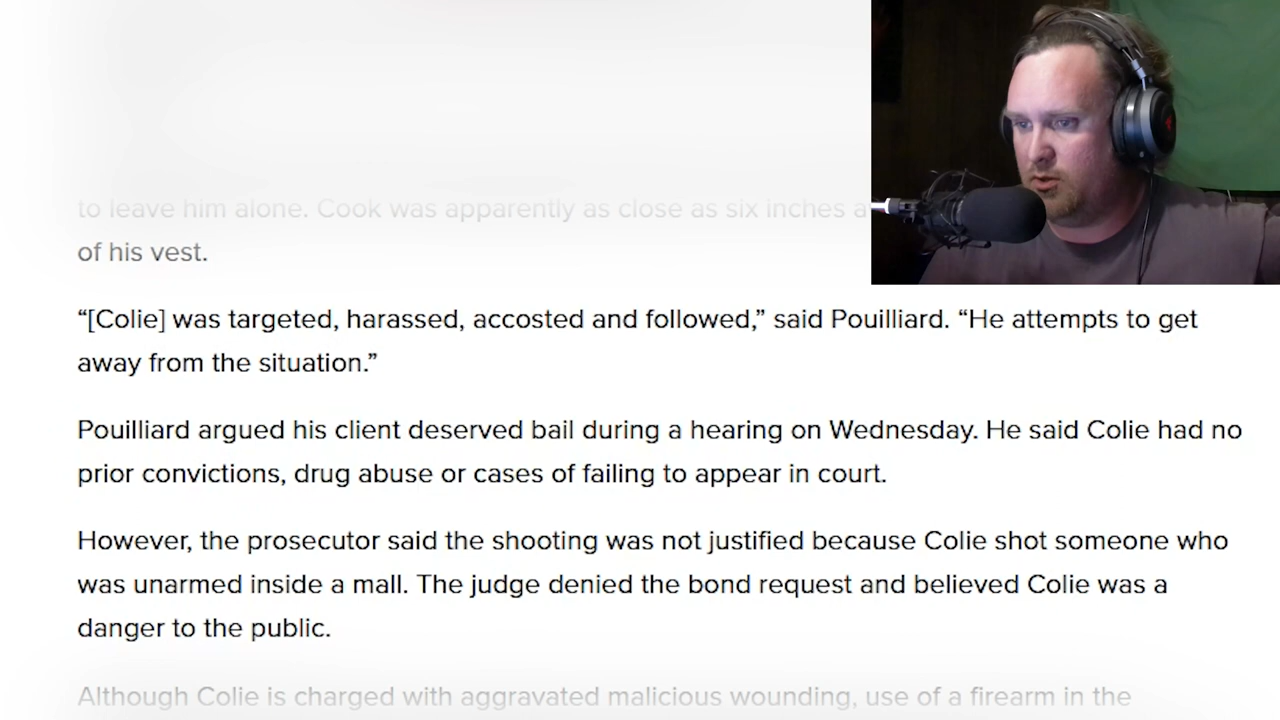 to leave him alone. Cook was apparently as close as six inches a
of his vest.
“[Colie] was targeted, harassed, accosted and followed,” said Pouilliard. “He attempts to get
away from the situation.”
Pouilliard argued his client deserved bail during a hearing on Wednesday. He said Colie had no
prior convictions, drug abuse or cases of failing to appear in court.
However, the prosecutor said the shooting was not justified because Colie shot someone who
was unarmed inside a mall. The judge denied the bond request and believed Colie was a
danger to the public.
Although Colie is charged with aggravated malicious wounding, use of a firearm in the